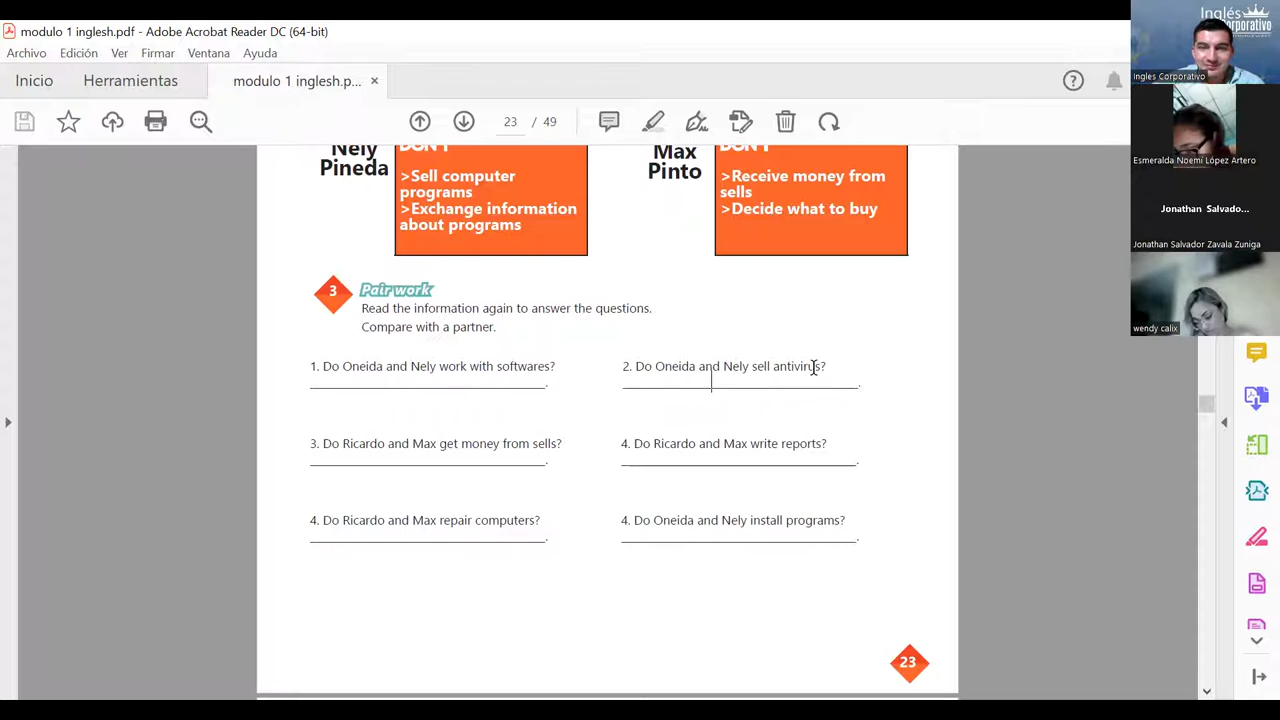 modulo 1 inglesh.pdf - Adobe Acrobat Reader DC (64-bit)
Archivo Edición Ver Firmar Ventana Ayuda
Inicio Herramientas modulo 1 inglesh.p... ×
23 / 49
Nely
Pineda
DON'T
>Sell computer
programs
>Exchange information
about programs
Max
Pinto
DON'T
>Receive money from
sells
>Decide what to buy
3 Pair work
Read the information again to answer the questions.
Compare with a partner.
1. Do Oneida and Nely work with softwares?
2. Do Oneida and Nely sell antivirus?
3. Do Ricardo and Max get money from sells?
4. Do Ricardo and Max write reports?
4. Do Ricardo and Max repair computers?
4. Do Oneida and Nely install programs?
23
Inglés
Corporativo
Ingles Corporativo
Esmeralda Noemí López Artero
Jonathan Salvado...
Jonathan Salvador Zavala Zuniga
wendy calix